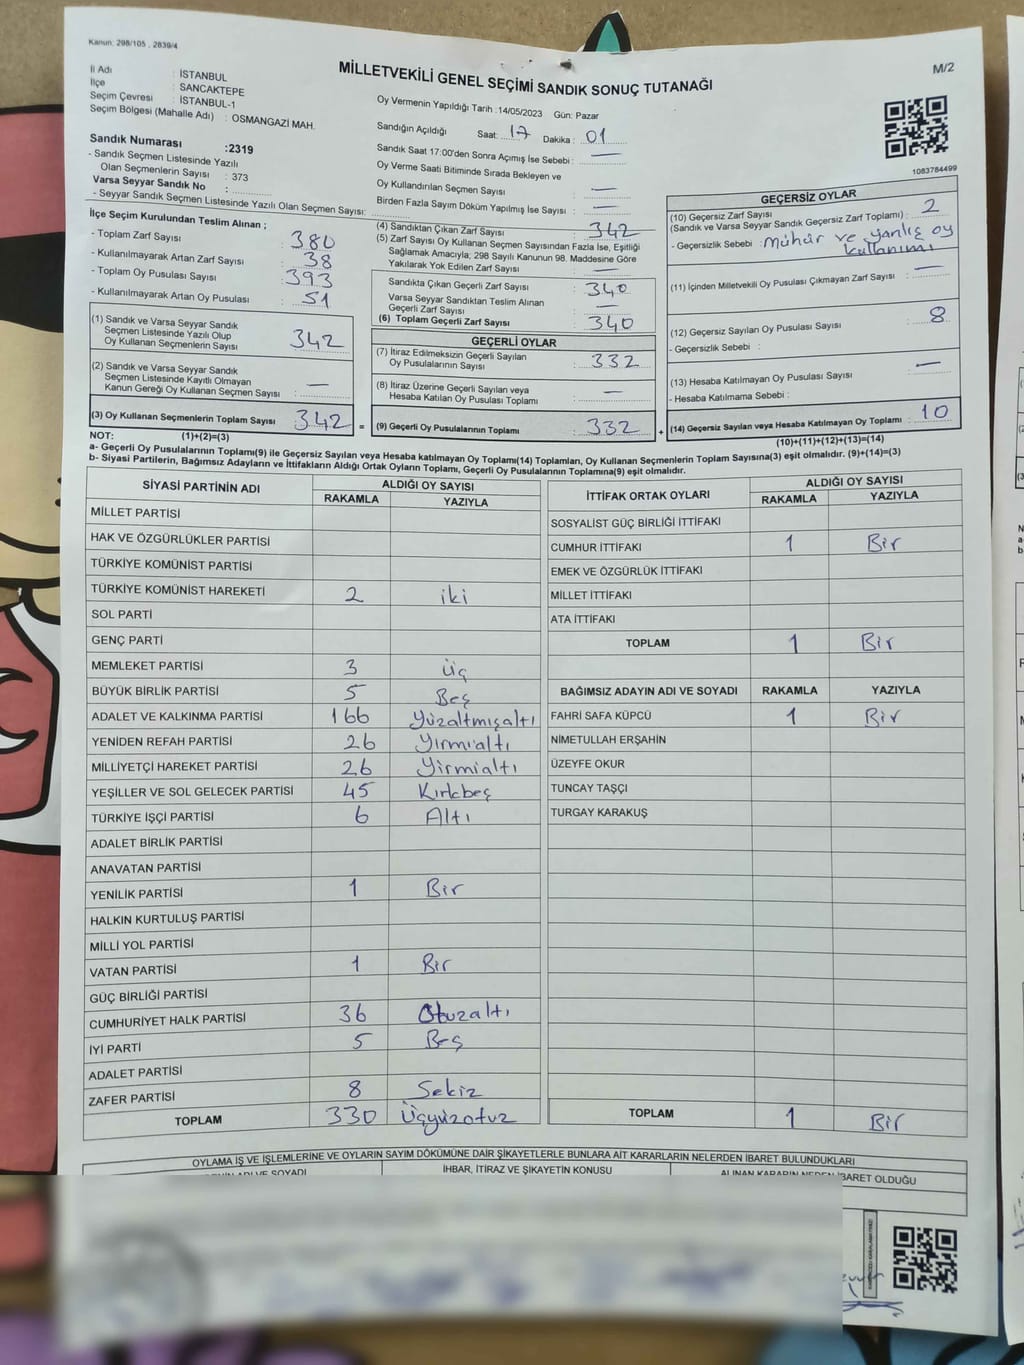 Kanun: 298/105 , 2839/4
MİLLETVEKİLİ GENEL SEÇİMİ SANDIK SONUÇ TUTANAĞI
M/2
İl Adı : İSTANBUL
İlçe : SANCAKTEPE
Seçim Çevresi : İSTANBUL-1
Seçim Bölgesi (Mahalle Adı) : OSMANGAZİ MAH.
Sandık Numarası :2319
- Sandık Seçmen Listesinde Yazılı
Olan Seçmenlerin Sayısı : 373
Varsa Seyyar Sandık No :
- Seyyar Sandık Seçmen Listesinde Yazılı Olan Seçmen Sayısı:
Oy Vermenin Yapıldığı Tarih :14/05/2023 Gün: Pazar
Sandığın Açıldığı Saat: 17 Dakika : 01
Sandık Saat 17:00'den Sonra Açımış İse Sebebi : —
Oy Verme Saati Bitiminde Sırada Bekleyen ve
Oy Kullandırılan Seçmen Sayısı : —
Birden Fazla Sayım Döküm Yapılmış İse Sayısı : —
1083784499
İlçe Seçim Kurulundan Teslim Alınan ;
- Toplam Zarf Sayısı : 380
- Kullanılmayarak Artan Zarf Sayısı : 38
- Toplam Oy Pusulası Sayısı : 393
- Kullanılmayarak Artan Oy Pusulası : 51
(1) Sandık ve Varsa Seyyar Sandık
Seçmen Listesinde Yazılı Olup
Oy Kullanan Seçmenlerin Sayısı : 342
(2) Sandık ve Varsa Seyyar Sandık
Seçmen Listesinde Kayıtlı Olmayan
Kanun Gereği Oy Kullanan Seçmen Sayısı : —
(3) Oy Kullanan Seçmenlerin Toplam Sayısı : 342 =
(4) Sandıktan Çıkan Zarf Sayısı : 342
(5) Zarf Sayısı Oy Kullanan Seçmen Sayısından Fazla İse, Eşitliği
Sağlamak Amacıyla; 298 Sayılı Kanunun 98. Maddesine Göre
Yakılarak Yok Edilen Zarf Sayısı : —
Sandıkta Çıkan Geçerli Zarf Sayısı : 340
Varsa Seyyar Sandıktan Teslim Alınan
Geçerli Zarf Sayısı : —
(6) Toplam Geçerli Zarf Sayısı : 340
GEÇERLİ OYLAR
(7) İtiraz Edilmeksizin Geçerli Sayılan
Oy Pusulalarının Sayısı : 332
(8) İtiraz Üzerine Geçerli Sayılan veya
Hesaba Katılan Oy Pusulası Toplamı : —
(9) Geçerli Oy Pusulalarının Toplamı : 332 +
GEÇERSİZ OYLAR
(10) Geçersiz Zarf Sayısı : 2
(Sandık ve Varsa Seyyar Sandık Geçersiz Zarf Toplamı)
- Geçersizlik Sebebi : Mühür ve yanlış oy
kullanımı
(11) İçinden Milletvekili Oy Pusulası Çıkmayan Zarf Sayısı : —
(12) Geçersiz Sayılan Oy Pusulası Sayısı : 8
- Geçersizlik Sebebi :
(13) Hesaba Katılmayan Oy Pusulası Sayısı : —
- Hesaba Katılmama Sebebi :
(14) Geçersiz Sayılan veya Hesaba Katılmayan Oy Toplamı : 10
NOT: (1)+(2)=(3) (10)+(11)+(12)+(13)=(14)
a- Geçerli Oy Pusulalarının Toplamı(9) ile Geçersiz Sayılan veya Hesaba katılmayan Oy Toplamı(14) Toplamları, Oy Kullanan Seçmenlerin Toplam Sayısına(3) eşit olmalıdır. (9)+(14)=(3)
b- Siyasi Partilerin, Bağımsız Adayların ve İttifakların Aldığı Ortak Oyların Toplamı, Geçerli Oy Pusulalarının Toplamına(9) eşit olmalıdır.
SİYASİ PARTİNİN ADI ALDIĞI OY SAYISI
RAKAMLA YAZIYLA
MİLLET PARTİSİ
HAK VE ÖZGÜRLÜKLER PARTİSİ
TÜRKİYE KOMÜNİST PARTİSİ
TÜRKİYE KOMÜNİST HAREKETİ 2 iki
SOL PARTİ
GENÇ PARTİ
MEMLEKET PARTİSİ 3 Üç
BÜYÜK BİRLİK PARTİSİ 5 Beş
ADALET VE KALKINMA PARTİSİ 166 Yüzaltmışaltı
YENİDEN REFAH PARTİSİ 26 Yirmialtı
MİLLİYETÇİ HAREKET PARTİSİ 26 Yirmialtı
YEŞİLLER VE SOL GELECEK PARTİSİ 45 Kırkbeş
TÜRKİYE İŞÇİ PARTİSİ 6 Altı
ADALET BİRLİK PARTİSİ
ANAVATAN PARTİSİ
YENİLİK PARTİSİ 1 Bir
HALKIN KURTULUŞ PARTİSİ
MİLLİ YOL PARTİSİ
VATAN PARTİSİ 1 Bir
GÜÇ BİRLİĞİ PARTİSİ
CUMHURİYET HALK PARTİSİ 36 Otuzaltı
İYİ PARTİ 5 Beş
ADALET PARTİSİ
ZAFER PARTİSİ 8 Sekiz
TOPLAM 330 Üçyüzotuz
İTTİFAK ORTAK OYLARI ALDIĞI OY SAYISI
RAKAMLA YAZIYLA
SOSYALİST GÜÇ BİRLİĞİ İTTİFAKI
CUMHUR İTTİFAKI 1 Bir
EMEK VE ÖZGÜRLÜK İTTİFAKI
MİLLET İTTİFAKI
ATA İTTİFAKI
TOPLAM 1 Bir
BAĞIMSIZ ADAYIN ADI VE SOYADI RAKAMLA YAZIYLA
FAHRİ SAFA KÜPCÜ 1 Bir
NİMETULLAH ERŞAHİN
ÜZEYFE OKUR
TUNCAY TAŞÇI
TURGAY KARAKUŞ
TOPLAM 1 Bir
OYLAMA İŞ VE İŞLEMLERİNE VE OYLARIN SAYIM DÖKÜMÜNE DAİR ŞİKAYETLERLE BUNLARA AİT KARARLARIN NELERDEN İBARET BULUNDUKLARI
ADI VE SOYADI İHBAR, İTİRAZ VE ŞİKAYETİN KONUSU ALINAN KARARIN NEDEN İBARET OLDUĞU